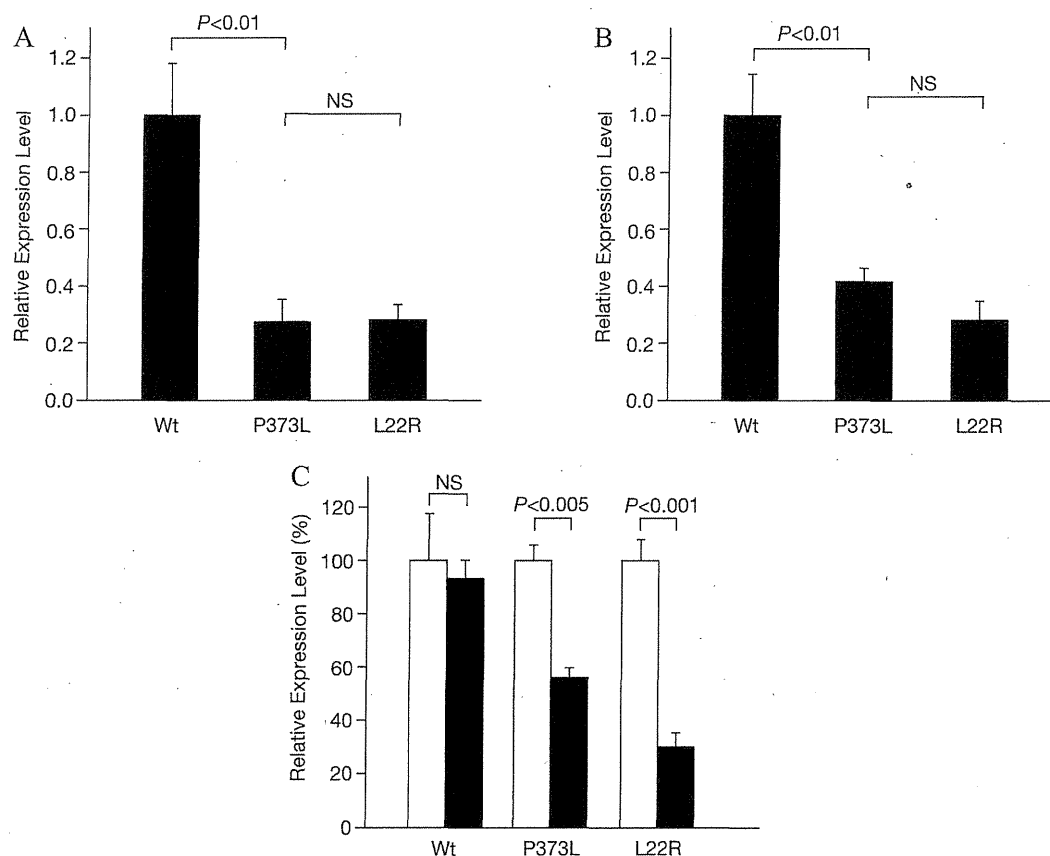 A
P<0.01
NS
Relative Expression Level
1.2
1.0
0.8
0.6
0.4
0.2
0.0
Wt
P373L
L22R
B
P<0.01
NS
Relative Expression Level
1.2
1.0
0.8
0.6
0.4
0.2
0.0
Wt
P373L
L22R
C
NS
P<0.005
P<0.001
Relative Expression Level (%)
120
100
80
60
40
20
0
Wt
P373L
L22R